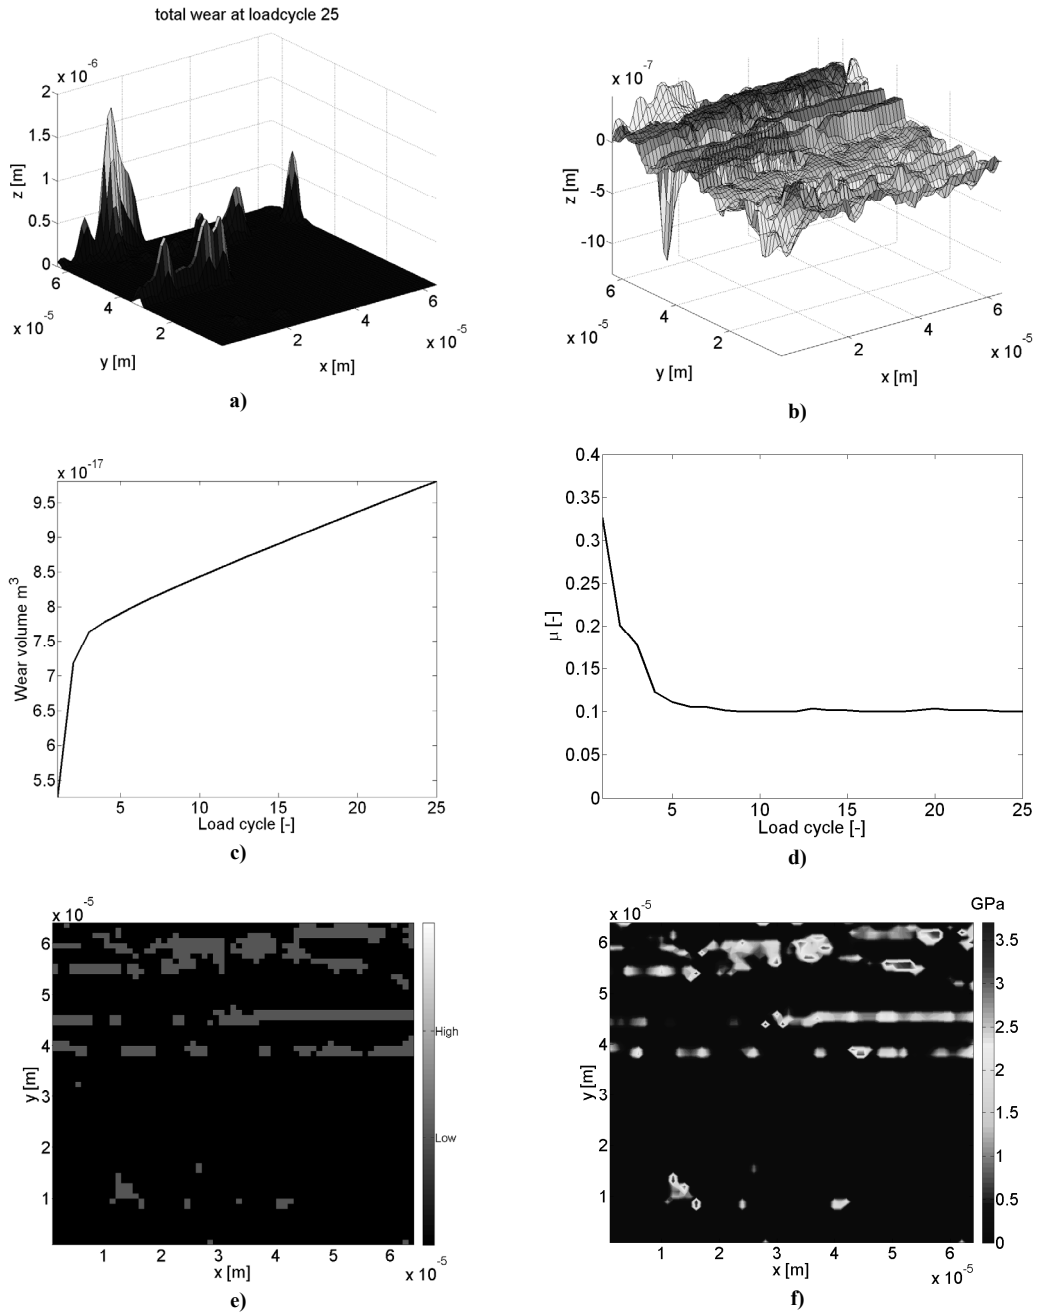 total wear at loadcycle 25
x 10^-6
2
1.5
1
0.5
0
z [m]
6
4
2
x 10^-5
y [m]
2
4
6
x 10^-5
x [m]
a)
x 10^-7
0
-5
-10
z [m]
6
4
2
x 10^-5
y [m]
2
4
6
x 10^-5
x [m]
b)
x 10^-17
9.5
9
8.5
8
7.5
7
6.5
6
5.5
Wear volume m^3
5 10 15 20 25
Load cycle [-]
c)
0.4
0.35
0.3
0.25
0.2
0.15
0.1
0.05
0
μ [-]
5 10 15 20 25
Load cycle [-]
d)
x 10^-5
6
5
4
3
2
1
y [m]
1 2 3 4 5 6
x 10^-5
x [m]
High
Low
e)
x 10^-5
6
5
4
3
2
1
y [m]
1 2 3 4 5 6
x 10^-5
x [m]
GPa
3.5
3
2.5
2
1.5
1
0.5
0
f)